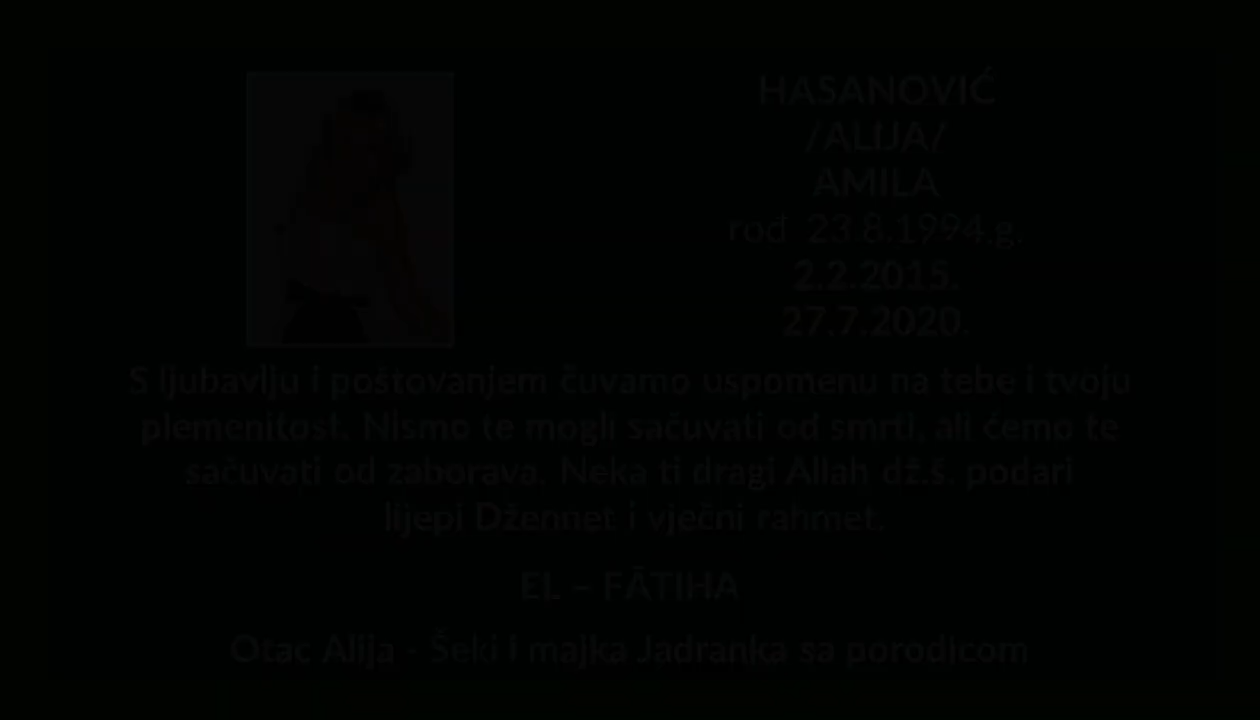 HASANOVIĆ
/ALIJA/
AMILA
rođ 23.8.1994.g.
2.2.2015.
27.7.2020.
S ljubavlju i poštovanjem čuvamo uspomenu na tebe i tvoju
plemenitost. Nismo te mogli sačuvati od smrti, ali ćemo te
sačuvati od zaborava. Neka ti dragi Allah dž.š. podari
lijepi Džennet i vječni rahmet.
EL – FATIHA
Otac Alija - Šeki i majka Jadranka sa porodicom